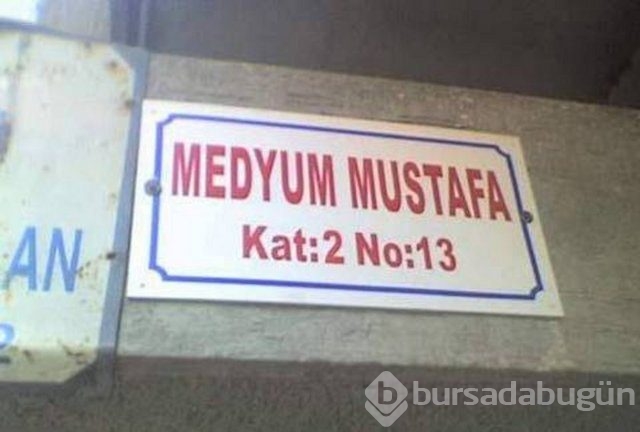 MEDYUM MUSTAFA
Kat:2 No:13
AN
bursadabugün